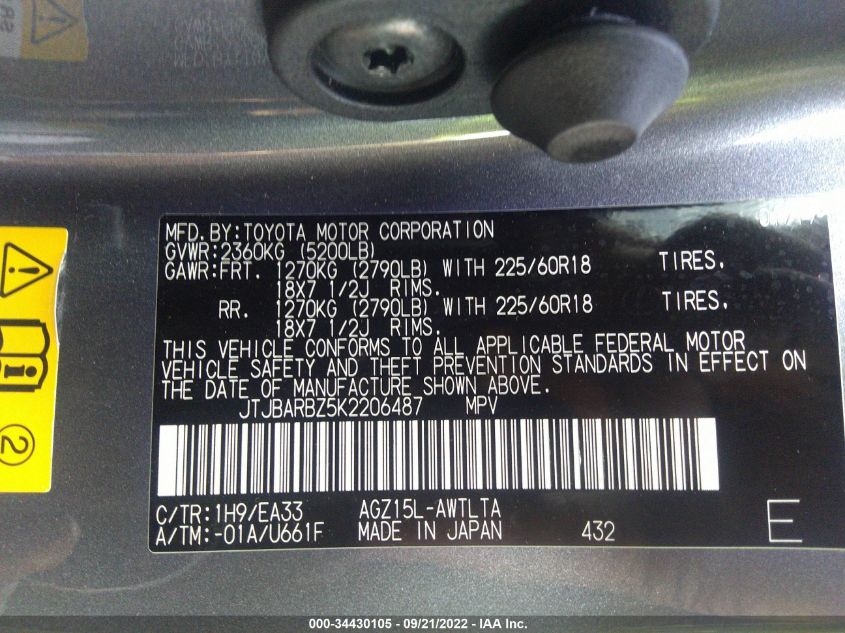 MFD.BY:TOYOTA MOTOR CORPORATION
GVWR:2360KG (5200LB)
GAWR:FRT. 1270KG (2790LB) WITH 225/60R18 TIRES.
18X7 1/2J RIMS.
RR. 1270KG (2790LB) WITH 225/60R18 TIRES.
18X7 1/2J RIMS.
THIS VEHICLE CONFORMS TO ALL APPLICABLE FEDERAL MOTOR
VEHICLE SAFETY AND THEFT PREVENTION STANDARDS IN EFFECT ON
THE DATE OF MANUFACTURE SHOWN ABOVE.
JTJBARBZ5K2206487 MPV
C/TR:1H9/EA33 AGZ15L-AWTLTA
A/TM:-01A/U661F MADE IN JAPAN 432 E
2
000-34430105 - 09/21/2022 - IAA Inc.